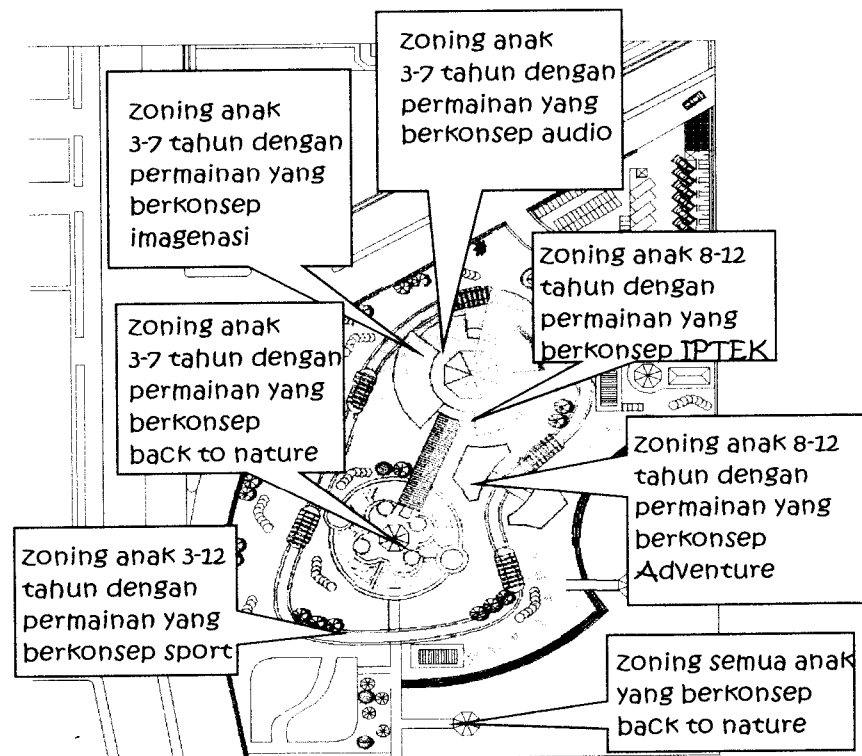 zoning anak
3-7 tahun dengan
permainan yang
berkonsep audio
zoning anak
3-7 tahun dengan
permainan yang
berkonsep
imagenasi
zoning anak 8-12
tahun dengan
permainan yang
berkonsep IPTEK
zoning anak
3-7 tahun dengan
permainan yang
berkonsep
back to nature
zoning anak 8-12
tahun dengan
permainan yang
berkonsep
Adventure
zoning anak 3-12
tahun dengan
permainan yang
berkonsep sport
zoning semua anak
yang berkonsep
back to nature